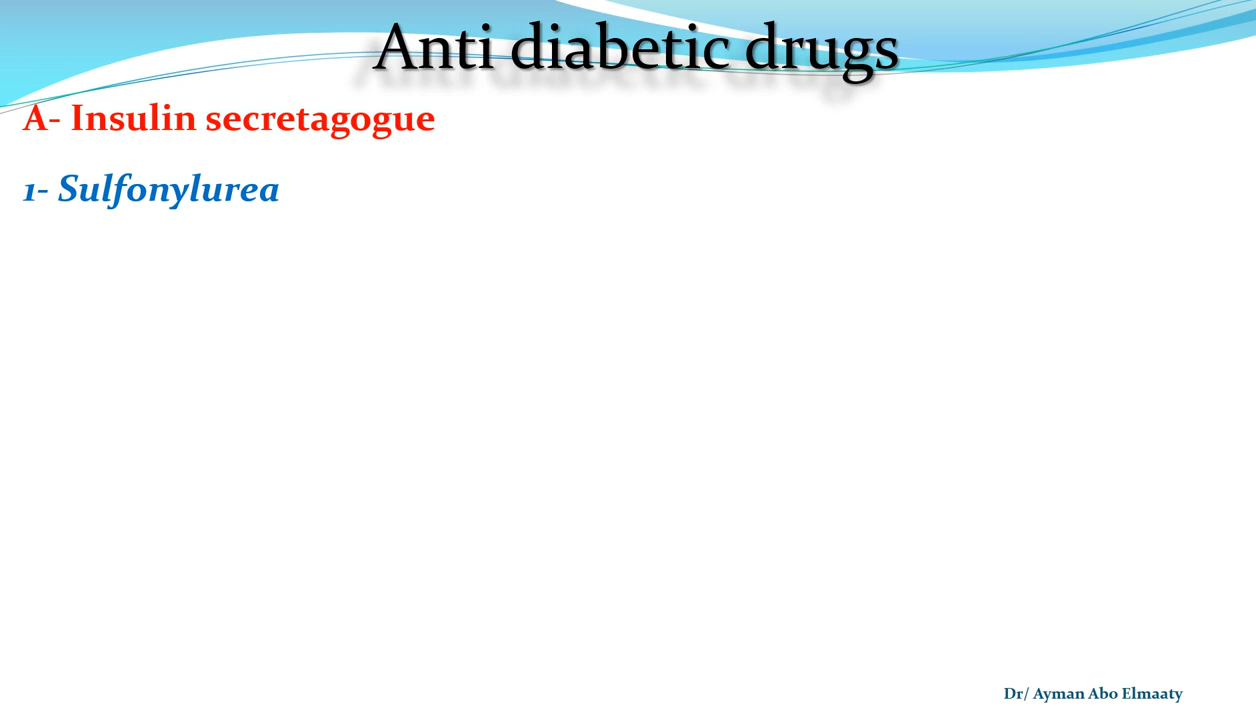 Anti diabetic drugs
A- Insulin secretagogue
1- Sulfonylurea
Dr/ Ayman Abo Elmaaty